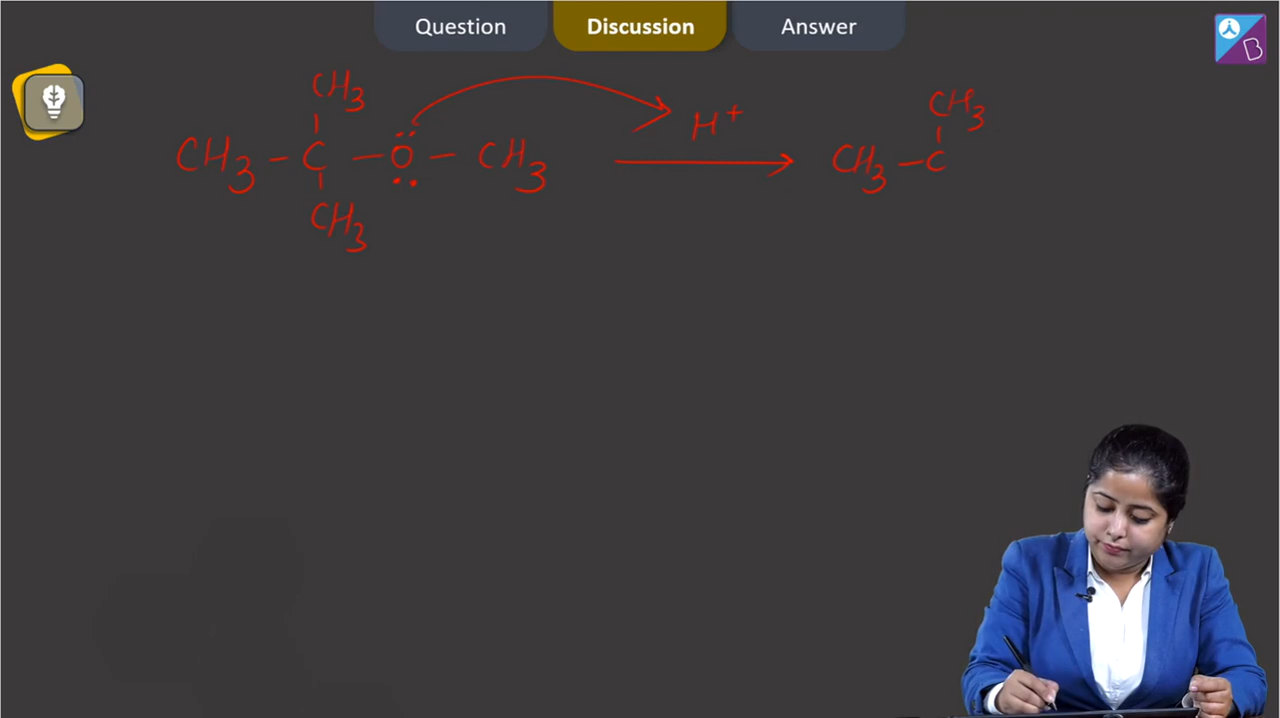 Question Discussion Answer
B
CH3 CH3
CH3 - C - Ö - CH3 H+ CH3 - C
CH3